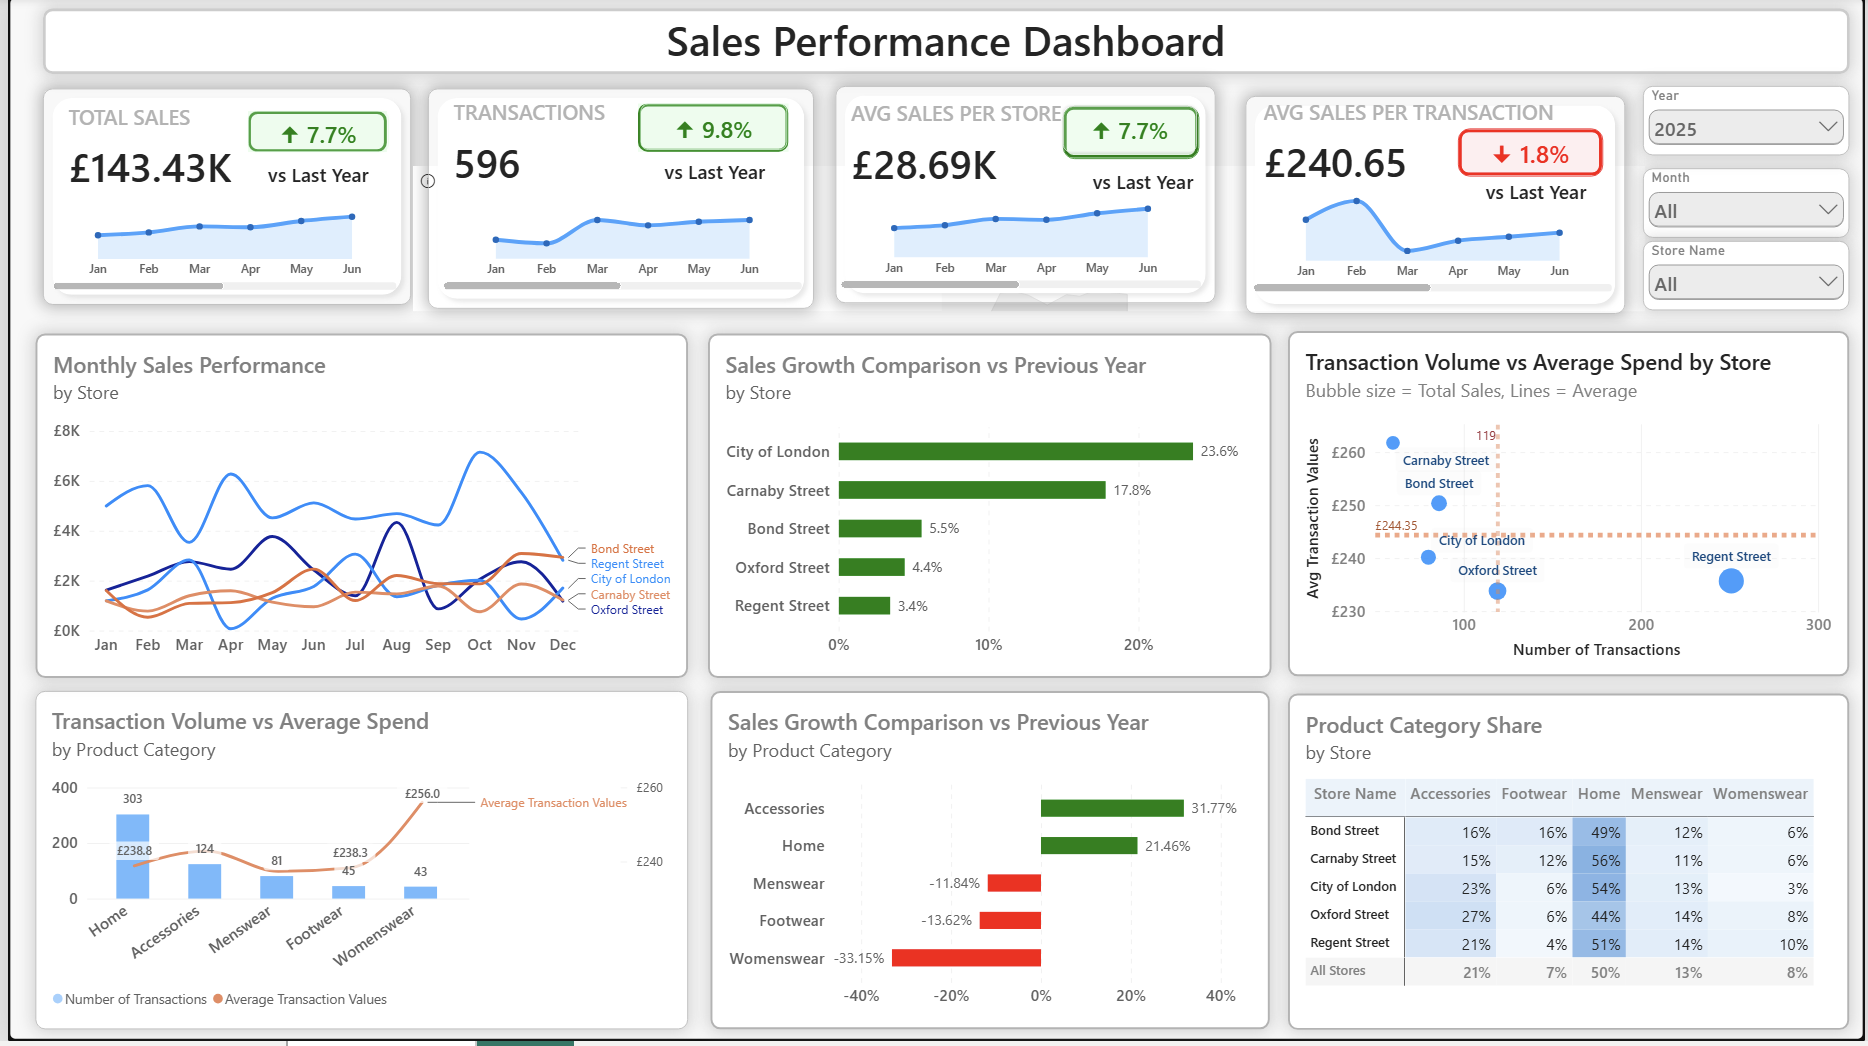 Sales Performance Dashboard
TOTAL SALES
7.7%
£143.43K
vs Last Year
Jan Feb Mar Apr May Jun
TRANSACTIONS
9.8%
596
vs Last Year
Jan Feb Mar Apr May Jun
AVG SALES PER STORE
7.7%
£28.69K
vs Last Year
Jan Feb Mar Apr May Jun
AVG SALES PER TRANSACTION
1.8%
£240.65
vs Last Year
Jan Feb Mar Apr May Jun
Year
2025
Month
All
Store Name
All
Monthly Sales Performance
by Store
£8K
£6K
£4K
£2K
£0K
Jan Feb Mar Apr May Jun Jul Aug Sep Oct Nov Dec
Bond Street
Regent Street
City of London
Carnaby Street
Oxford Street
Sales Growth Comparison vs Previous Year
by Store
City of London 23.6%
Carnaby Street 17.8%
Bond Street 5.5%
Oxford Street 4.4%
Regent Street 3.4%
0% 10% 20%
Transaction Volume vs Average Spend by Store
Bubble size = Total Sales, Lines = Average
Avg Transaction Values
£260
£250
£240
£230
119
£244.35
Carnaby Street
Bond Street
City of London
Oxford Street
Regent Street
100 200 300
Number of Transactions
Transaction Volume vs Average Spend
by Product Category
400
200
0
303
£238.8
124
81
£238.3
45
£256.0
43
Average Transaction Values
£260
£240
Home Accessories Menswear Footwear Womenswear
Number of Transactions Average Transaction Values
Sales Growth Comparison vs Previous Year
by Product Category
Accessories 31.77%
Home 21.46%
Menswear -11.84%
Footwear -13.62%
Womenswear -33.15%
-40% -20% 0% 20% 40%
Product Category Share
by Store
Store Name Accessories Footwear Home Menswear Womenswear
Bond Street 16% 16% 49% 12% 6%
Carnaby Street 15% 12% 56% 11% 6%
City of London 23% 6% 54% 13% 3%
Oxford Street 27% 6% 44% 14% 8%
Regent Street 21% 4% 51% 14% 10%
All Stores 21% 7% 50% 13% 8%